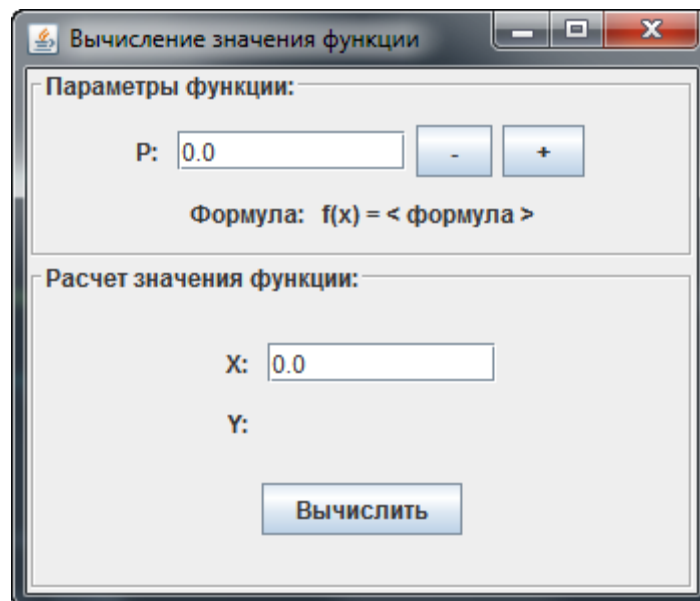 Вычисление значения функции
Параметры функции:
P: 0.0 - +
Формула: f(x) = < формула >
Расчет значения функции:
X: 0.0
Y:
Вычислить